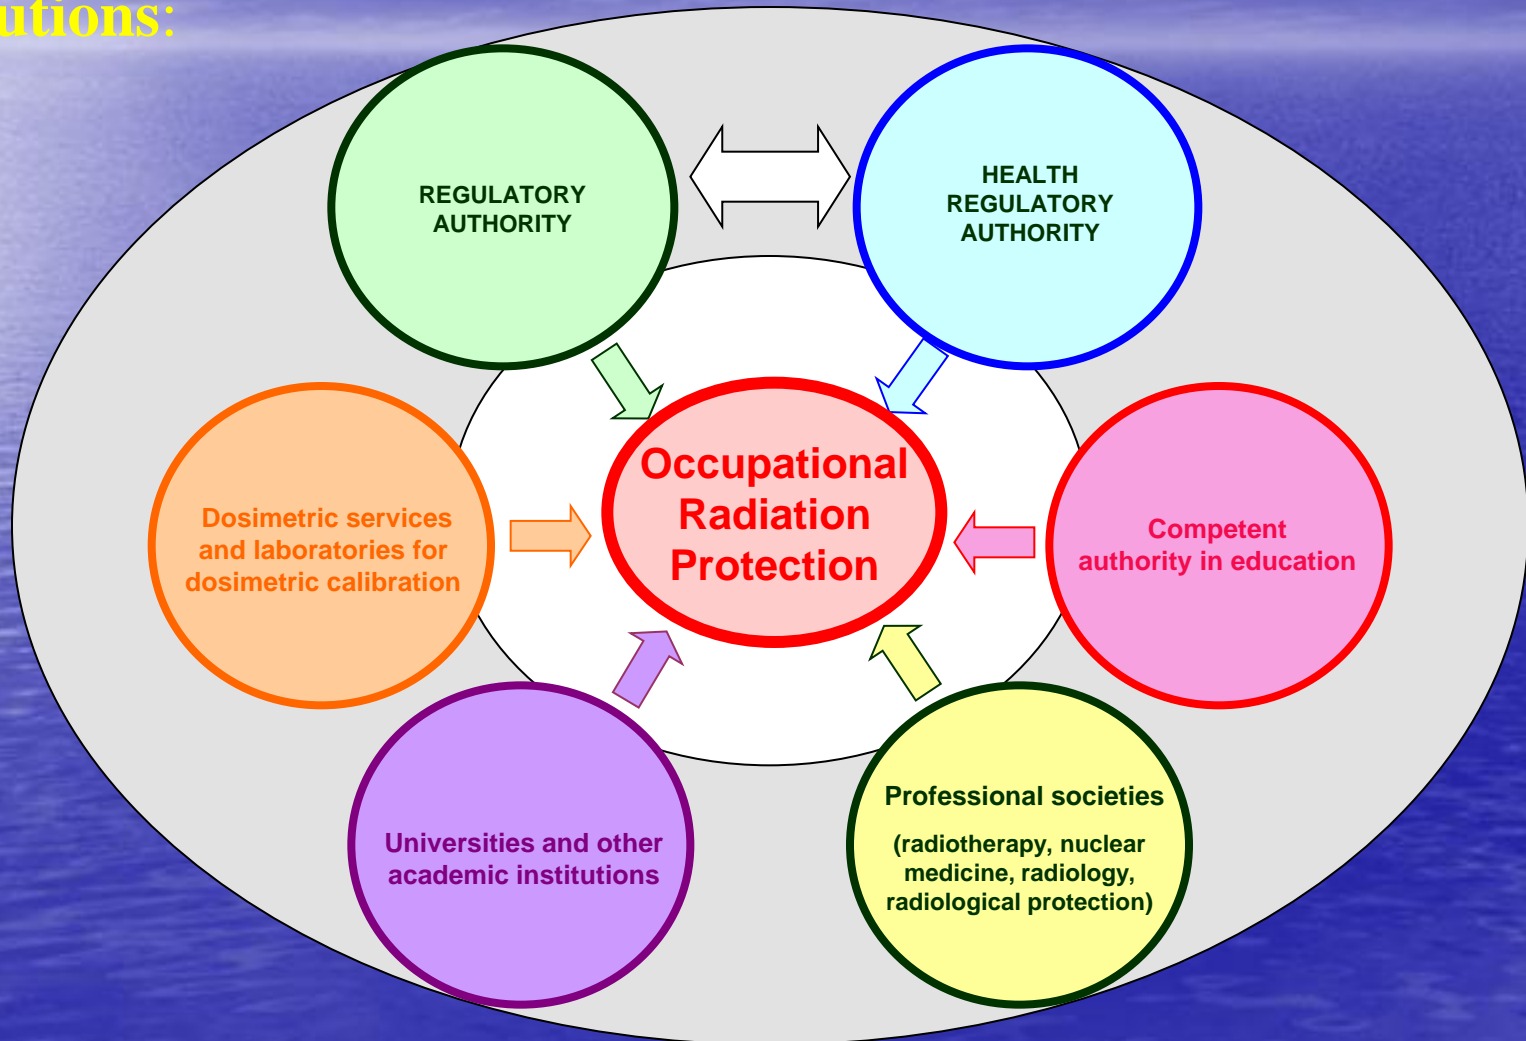 utions:
REGULATORY
AUTHORITY
HEALTH
REGULATORY
AUTHORITY
Occupational
Radiation
Protection
Dosimetric services
and laboratories for
dosimetric calibration
Competent
authority in education
Universities and other
academic institutions
Professional societies
(radiotherapy, nuclear
medicine, radiology,
radiological protection)